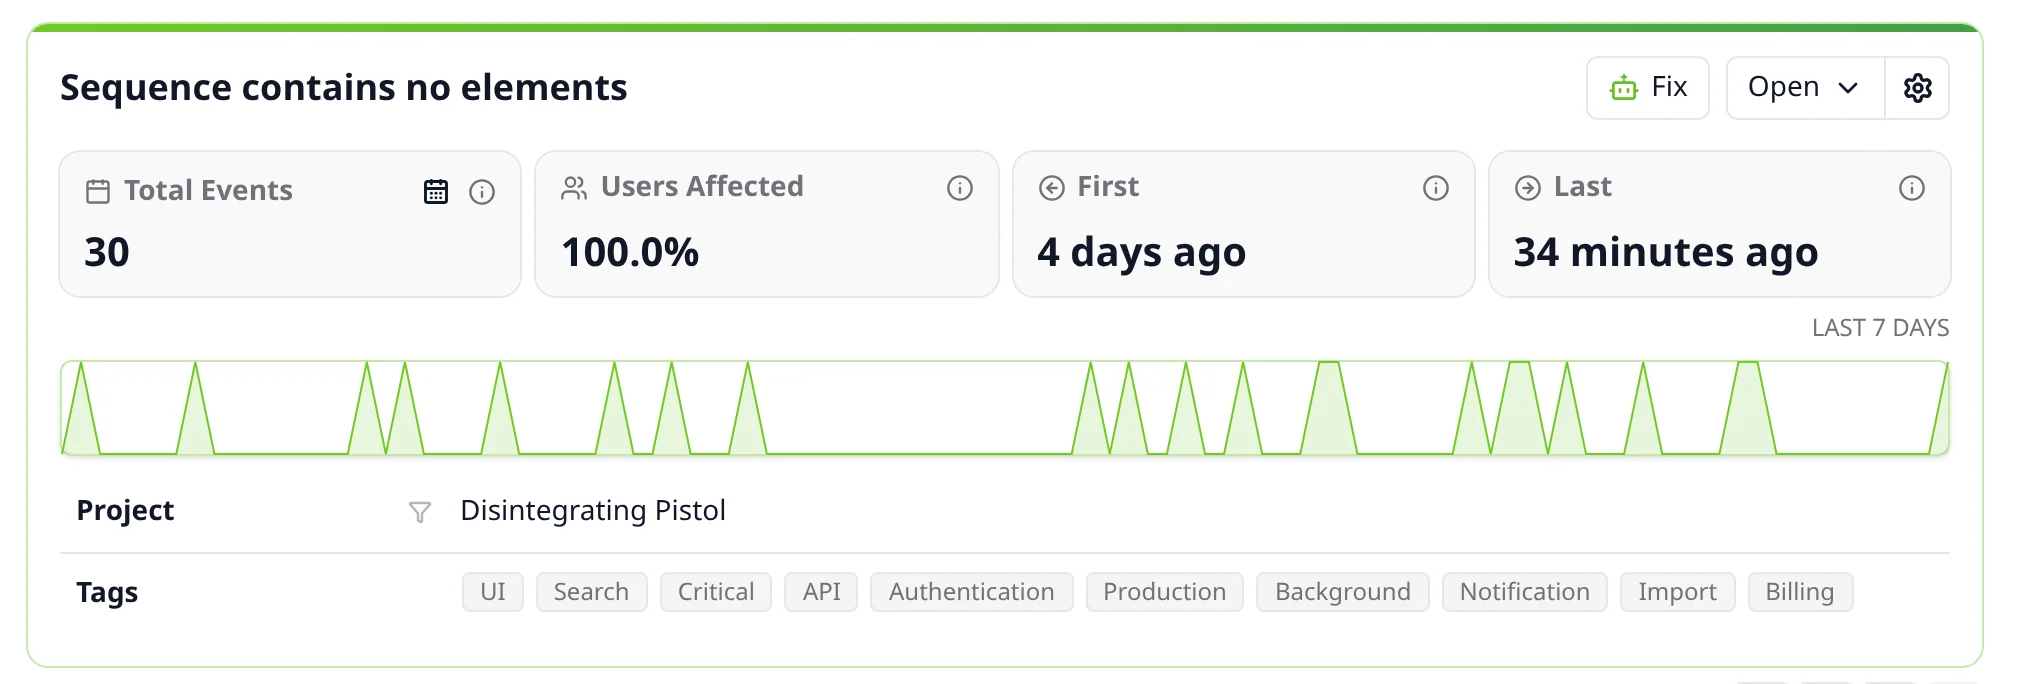 Sequence contains no elements
Fix
Open
Total Events
30
Users Affected
100.0%
First
4 days ago
Last
34 minutes ago
LAST 7 DAYS
Project Disintegrating Pistol
Tags UI Search Critical API Authentication Production Background Notification Import Billing